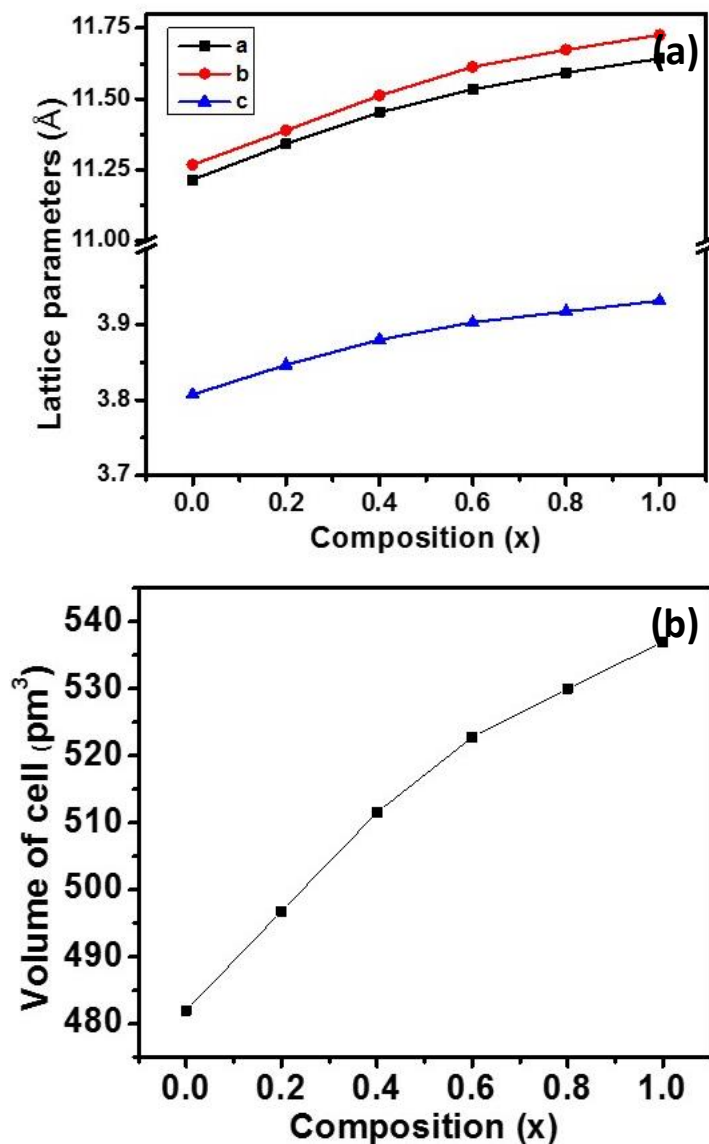 (a)
a
b
c
11.75
11.50
11.25
11.00
3.9
3.8
3.7
Lattice parameters (Å)
0.0 0.2 0.4 0.6 0.8 1.0
Composition (x)
(b)
540
530
520
510
500
490
480
Volume of cell (pm³)
0.0 0.2 0.4 0.6 0.8 1.0
Composition (x)